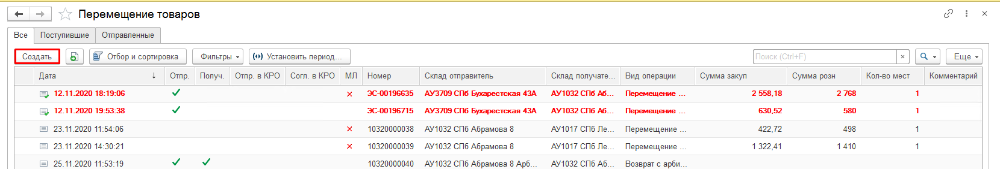 Перемещение товаров
Все Поступившие Отправленные
Создать Отбор и сортировка Фильтры Установить период... Поиск (Ctrl+F) × Еще
Дата ↓ Отпр. Получ. Отпр. в КРО Согл. в КРО МЛ Номер Склад отправитель Склад получате... Вид операции Сумма закуп Сумма розн Кол-во мест Комментарий
12.11.2020 18:19:06 ЭС-00196635 АУ3709 СПб Бухарестская 43А АУ1032 СПб Аб... Перемещение ... 2 558,18 2 768 1
12.11.2020 19:53:38 ЭС-00196715 АУ3709 СПб Бухарестская 43А АУ1032 СПб Аб... Перемещение ... 630,52 580 1
23.11.2020 11:54:06 10320000038 АУ1032 СПб Абрамова 8 АУ1017 СПб Ле... Перемещение ... 422,72 498 1
23.11.2020 14:30:21 10320000039 АУ1032 СПб Абрамова 8 АУ1017 СПб Ле... Перемещение ... 1 322,41 1 410 1
25.11.2020 11:53:19 10320000040 АУ1032 СПб Абрамова 8 Арб... АУ1032 СПб Аб... Возврат с арби...